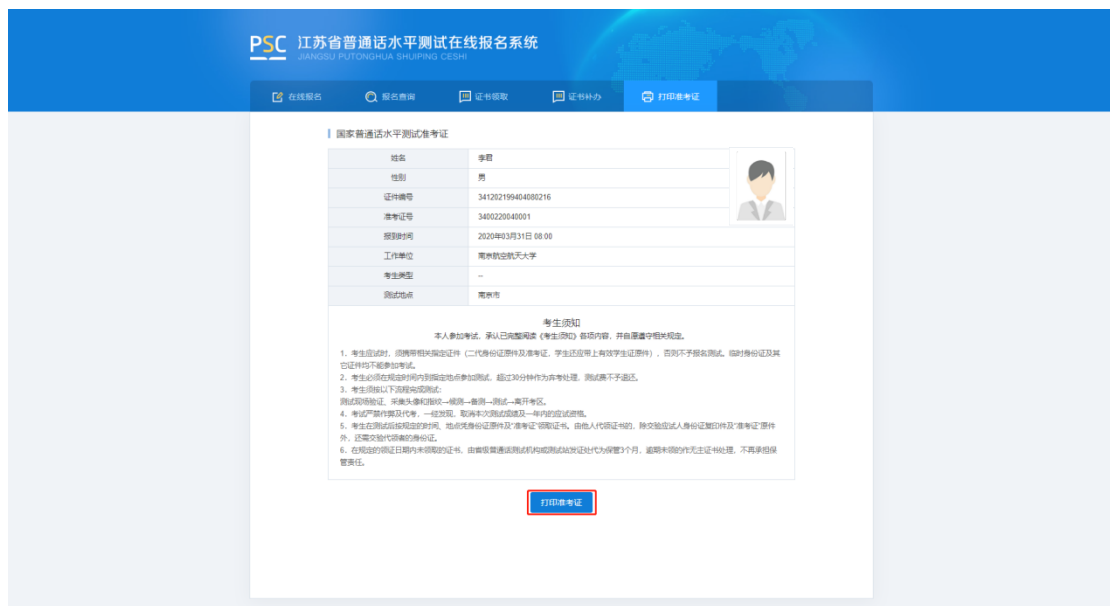 PSC 江苏省普通话水平测试在线报名系统
JIANGSU PUTONGHUA SHUIPING CESHI
在线报名 报名查询 证书领取 证书补办 打印准考证
国家普通话水平测试准考证
姓名 李君
性别 男
证件编号 341202199404080216
准考证号 3400220040001
报到时间 2020年03月31日 08:00
工作单位 南京航空航天大学
考生类型 --
测试地点 南京市
考生须知
本人参加考试,承认已完整阅读《考生须知》各项内容,并自愿遵守相关规定。
1、考生应试时,须携带相关指定证件(二代身份证原件及准考证,学生还应带上有效学生证原件),否则不予报名测试。临时身份证及其
它证件均不能参加考试。
2、考生必须在规定时间内到指定地点参加测试,超过30分钟作为弃考处理,测试费不予退还。
3、考生须按以下流程完成测试:
测试现场验证、采集头像和指纹→候测→备测→测试→离开考区。
4、考试严禁作弊及代考,一经发现,取消本次测试成绩及一年内的应试资格。
5、考生在测试后按规定的时间、地点凭身份证原件及“准考证”领取证书。由他人代领证书的,除交验应试人身份证复印件及“准考证”原件
外,还需交验代领者的身份证。
6、在规定的领证日期内未领取的证书,由省级普通话测试机构或测试站发证处代为保管3个月,逾期未领的作无主证书处理,不再承担保
管责任。
打印准考证